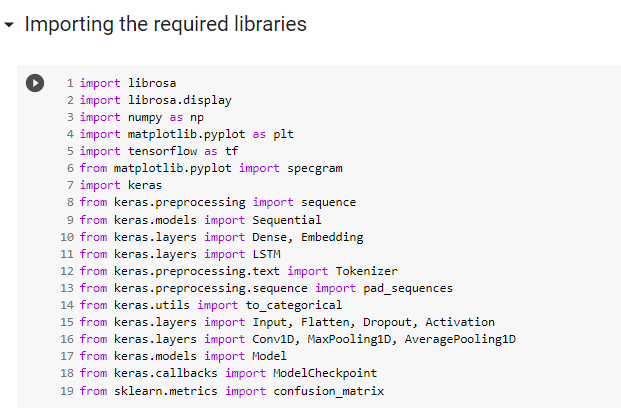 Importing the required libraries
1 import librosa
2 import librosa.display
3 import numpy as np
4 import matplotlib.pyplot as plt
5 import tensorflow as tf
6 from matplotlib.pyplot import specgram
7 import keras
8 from keras.preprocessing import sequence
9 from keras.models import Sequential
10 from keras.layers import Dense, Embedding
11 from keras.layers import LSTM
12 from keras.preprocessing.text import Tokenizer
13 from keras.preprocessing.sequence import pad_sequences
14 from keras.utils import to_categorical
15 from keras.layers import Input, Flatten, Dropout, Activation
16 from keras.layers import Conv1D, MaxPooling1D, AveragePooling1D
17 from keras.models import Model
18 from keras.callbacks import ModelCheckpoint
19 from sklearn.metrics import confusion_matrix